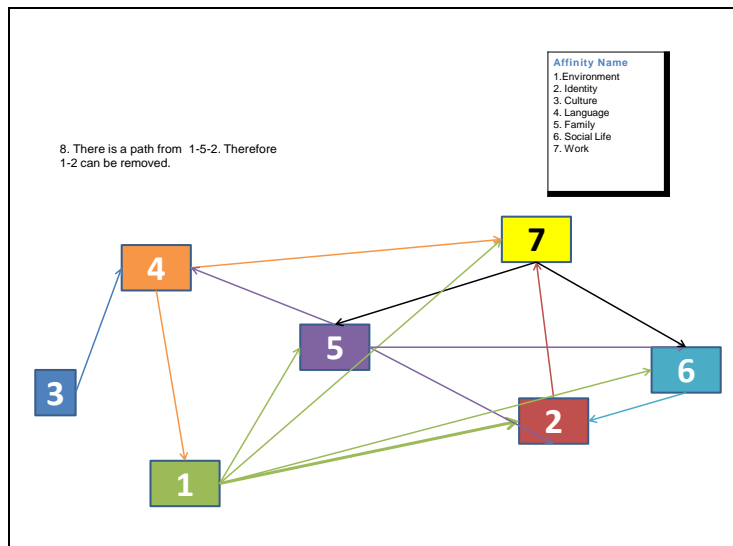 Affinity Name
1.Environment
2. Identity
3. Culture
4. Language
5. Family
6. Social Life
7. Work
8. There is a path from  1-5-2. Therefore
1-2 can be removed.
7
4
5
6
3
2
1